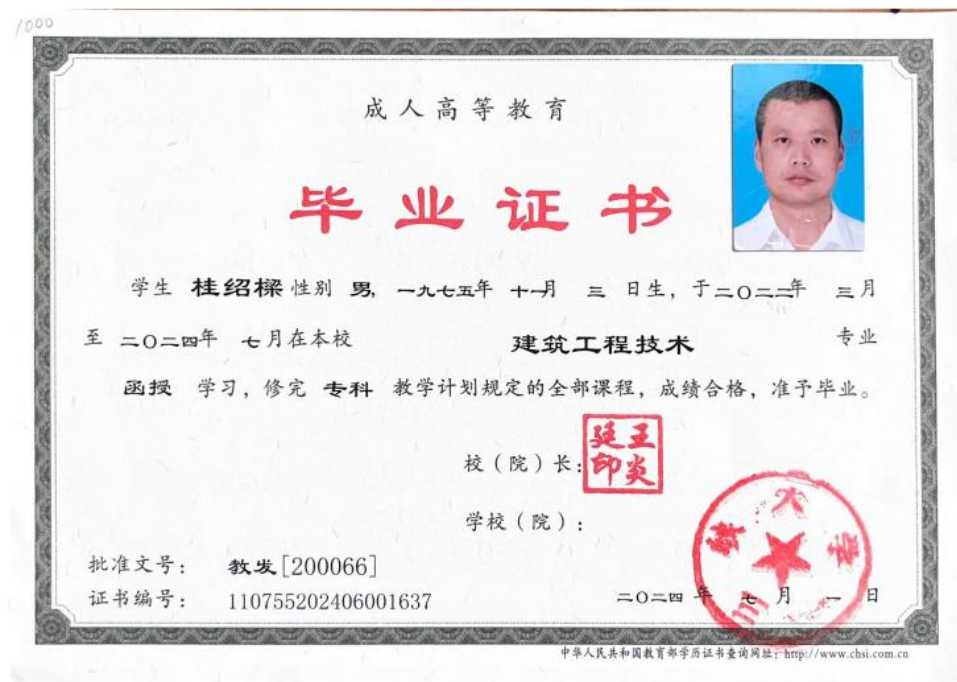 1000
成人高等教育
毕业证书
学生 桂绍樑 性别 男, 一九七五年 十一月 三 日生, 于二〇二二年 三月
至 二〇二四年 七月在本校 建筑工程技术 专业
函授 学习, 修完 专科 教学计划规定的全部课程, 成绩合格, 准予毕业。
校(院)长: 王炎廷印
学校(院):
批准文号: 教发[200066]
证书编号: 110755202406001637
二〇二四 年 七 月 一 日
中华人民共和国教育部学历证书查询网址: http://www.chsi.com.cn